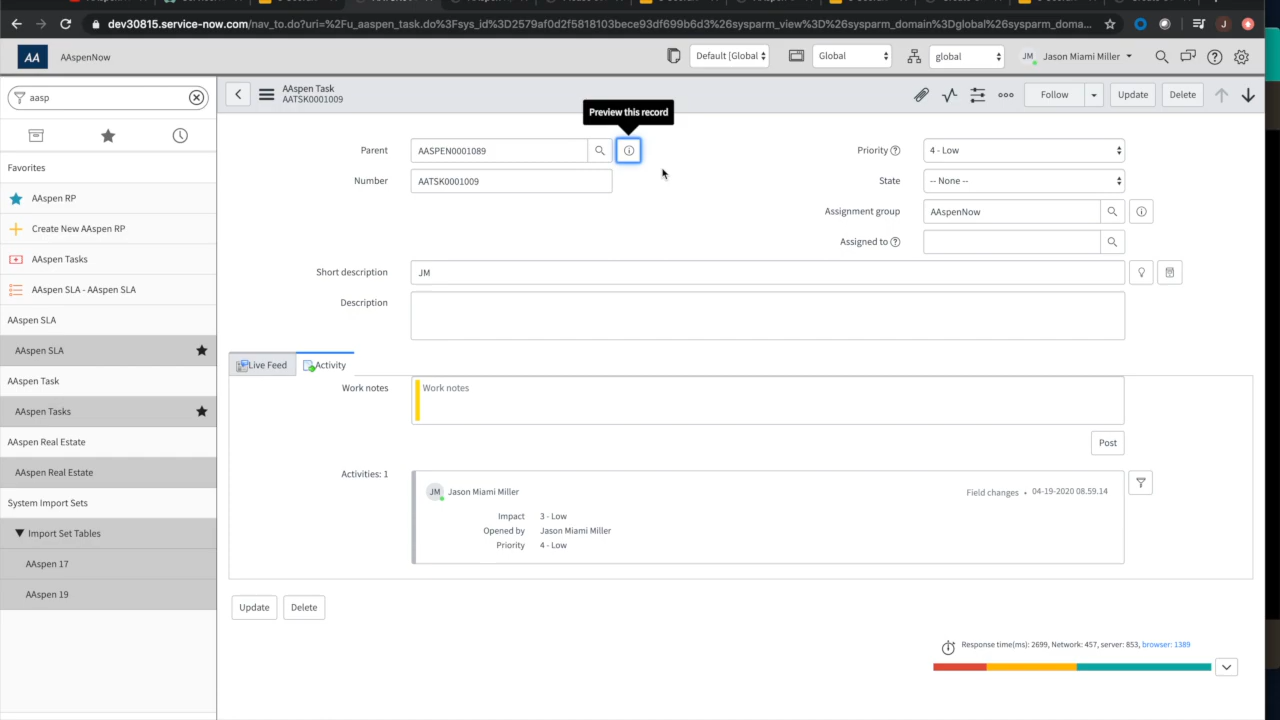 dev30815.service-now.com/nav_to.do?uri=%2Fu_aaspen_task.do%3Fsys_id%3D2579af0d2f5818103bece93df699b6d3%26sysparm_view%3D%26sysparm_domain%3Dglobal%26sysparm_doma...
J
AA
AAspenNow
Default [Global
Global
global
JM
Jason Miami Miller
aasp
AAspen Task
AATSK0001009
Follow
Update
Delete
Preview this record
Parent
AASPEN0001089
Number
AATSK0001009
Priority
4 - Low
State
-- None --
Assignment group
AAspenNow
Assigned to
Short description
JM
Description
Favorites
AAspen RP
Create New AAspen RP
AAspen Tasks
AAspen SLA - AAspen SLA
AAspen SLA
AAspen SLA
AAspen Task
AAspen Tasks
AAspen Real Estate
AAspen Real Estate
System Import Sets
Import Set Tables
AAspen 17
AAspen 19
Live Feed
Activity
Work notes
Work notes
Post
Activities: 1
JM
Jason Miami Miller
Field changes • 04-19-2020 08.59.14
Impact 3 - Low
Opened by Jason Miami Miller
Priority 4 - Low
Update
Delete
Response time(ms): 2699, Network: 457, server: 853, browser: 1389